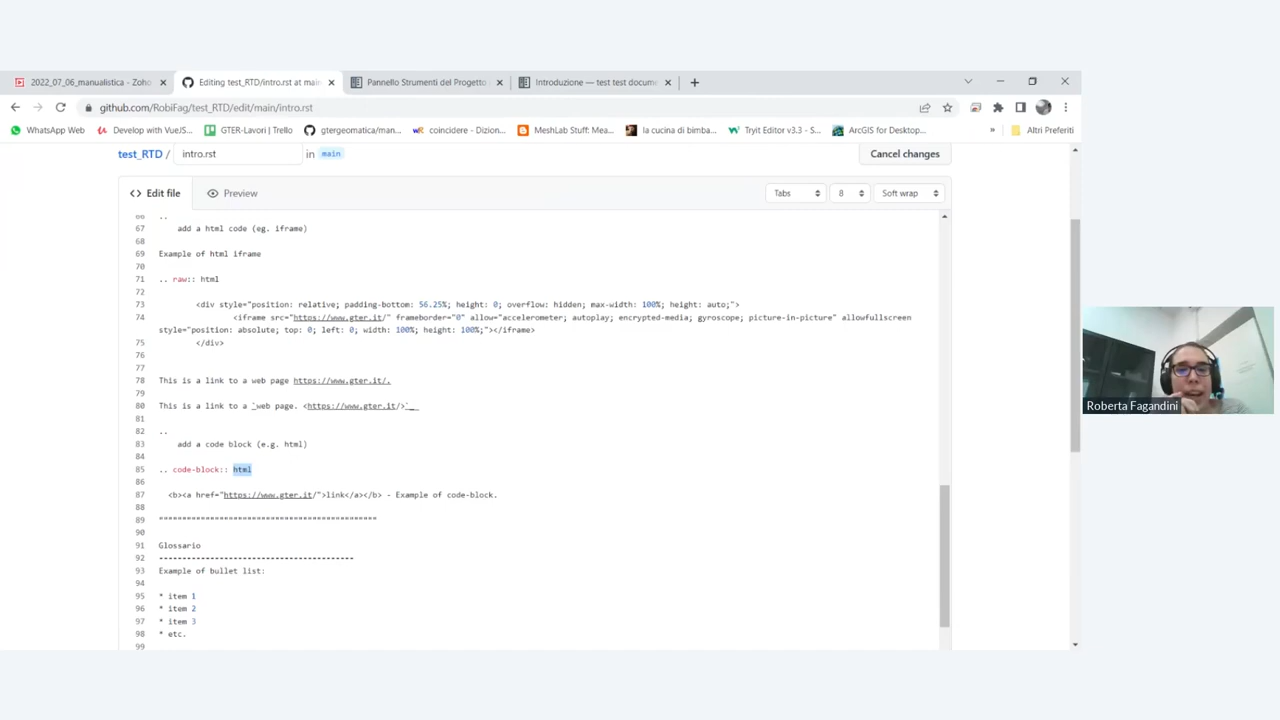 2022_07_06_manualistica - Zoho
Editing test_RTD/intro.rst at main
Pannello Strumenti del Progetto
Introduzione — test test docume
github.com/RobiFag/test_RTD/edit/main/intro.rst
WhatsApp Web
Develop with VueJS...
GTER-Lavori | Trello
gtergeomatica/man...
coincidere - Dizion...
MeshLab Stuff: Mea...
la cucina di bimba...
Tryit Editor v3.3 - S...
ArcGIS for Desktop...
»
Altri Preferiti
test_RTD / intro.rst in main
Cancel changes
<> Edit file
Preview
Tabs
8
Soft wrap
66 ..
67 add a html code (eg. iframe)
68
69 Example of html iframe
70
71 .. raw:: html
72
73 <div style="position: relative; padding-bottom: 56.25%; height: 0; overflow: hidden; max-width: 100%; height: auto;">
74 <iframe src="https://www.gter.it/" frameborder="0" allow="accelerometer; autoplay; encrypted-media; gyroscope; picture-in-picture" allowfullscreen
style="position: absolute; top: 0; left: 0; width: 100%; height: 100%;"></iframe>
75 </div>
76
77
78 This is a link to a web page https://www.gter.it/.
79
80 This is a link to a `web page. <https://www.gter.it/>`_
81
82 ..
83 add a code block (e.g. html)
84
85 .. code-block:: html
86
87 <b><a href="https://www.gter.it/">link</a></b> - Example of code-block.
88
89 """""""""""""""""""""""""""""""""""""""""""""""
90
91 Glossario
92 ------------------------------------------
93 Example of bullet list:
94
95 * item 1
96 * item 2
97 * item 3
98 * etc.
99
Roberta Fagandini